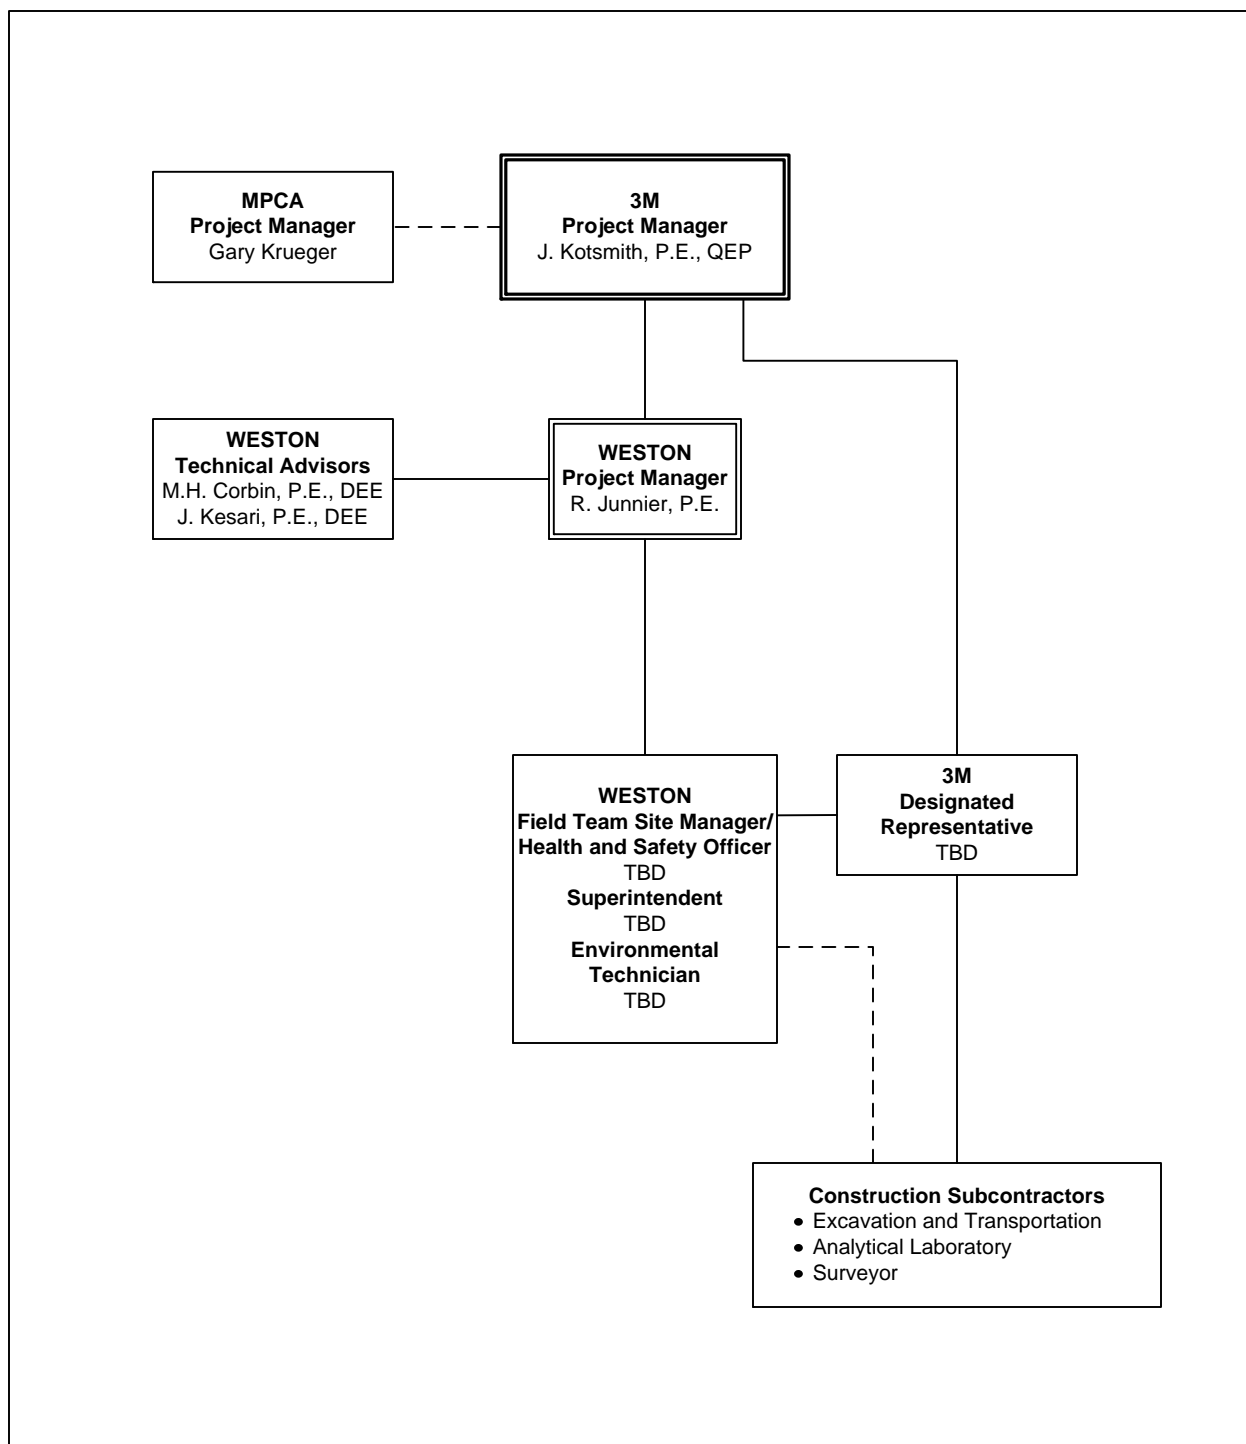 MPCA
Project Manager
Gary Krueger
3M
Project Manager
J. Kotsmith, P.E., QEP
WESTON
Technical Advisors
M.H. Corbin, P.E., DEE
J. Kesari, P.E., DEE
WESTON
Project Manager
R. Junnier, P.E.
WESTON
Field Team Site Manager/
Health and Safety Officer
TBD
Superintendent
TBD
Environmental
Technician
TBD
3M
Designated
Representative
TBD
Construction Subcontractors
• Excavation and Transportation
• Analytical Laboratory
• Surveyor